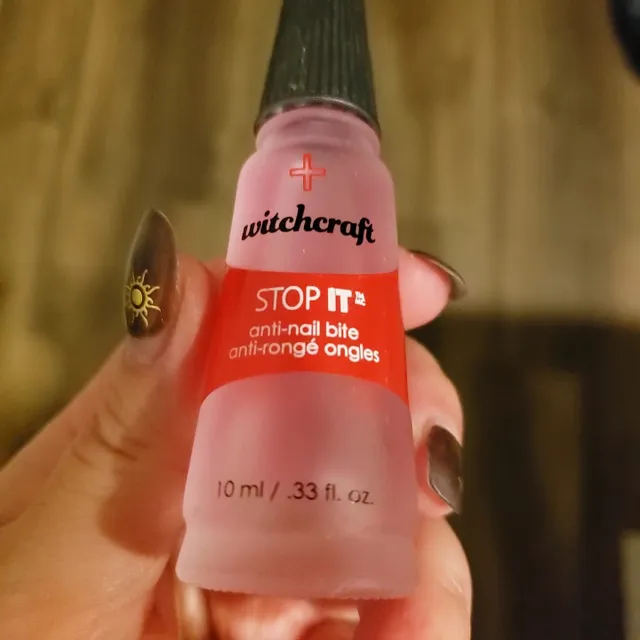 witchcraft
STOP IT
anti-nail bite
anti-rongé ongles
10 ml / .33 fl. oz.